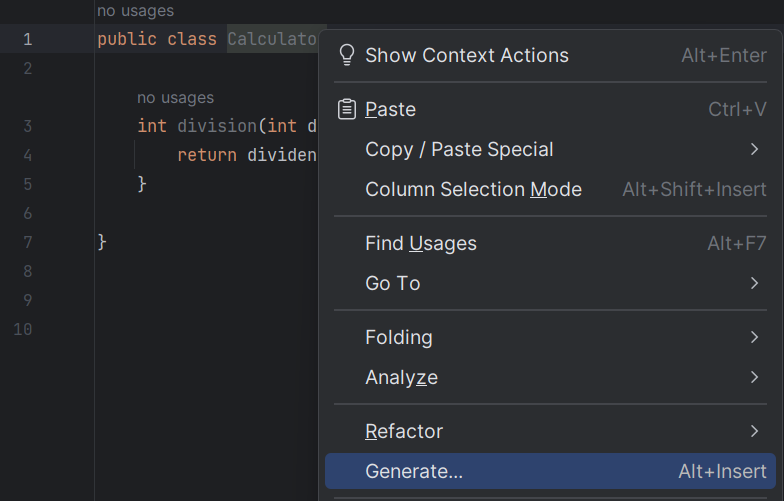 no usages
1 public class Calculato
2
no usages
3 int division(int d
4 return dividen
5 }
6
7 }
8
9
10
Show Context Actions Alt+Enter
Paste Ctrl+V
Copy / Paste Special
Column Selection Mode Alt+Shift+Insert
Find Usages Alt+F7
Go To
Folding
Analyze
Refactor
Generate... Alt+Insert